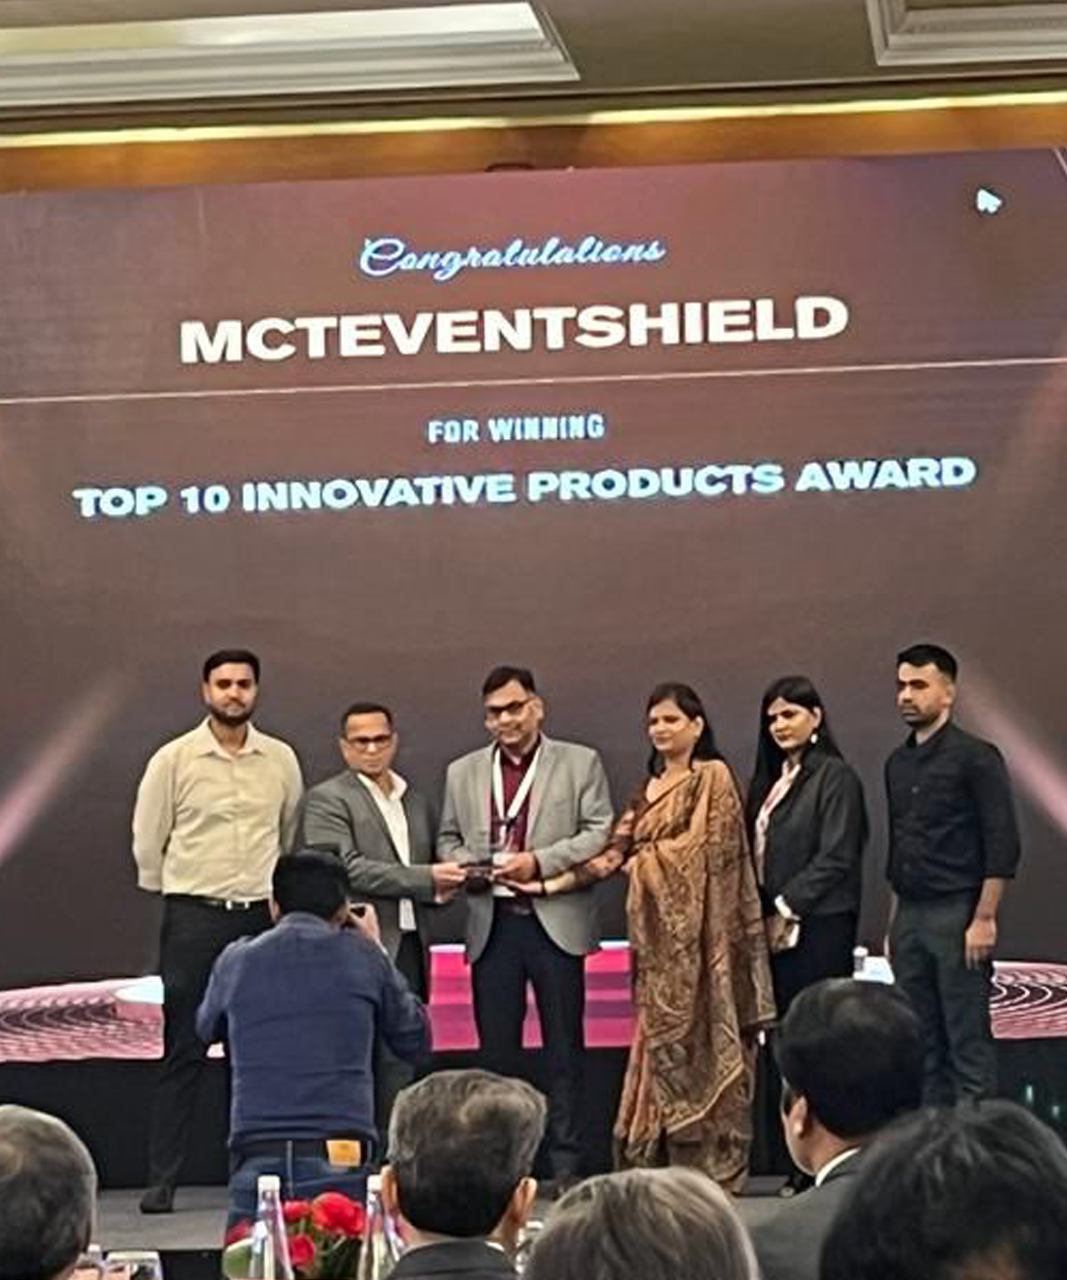 Congratulations
MCTEVENTSHIELD
FOR WINNING
TOP 10 INNOVATIVE PRODUCTS AWARD